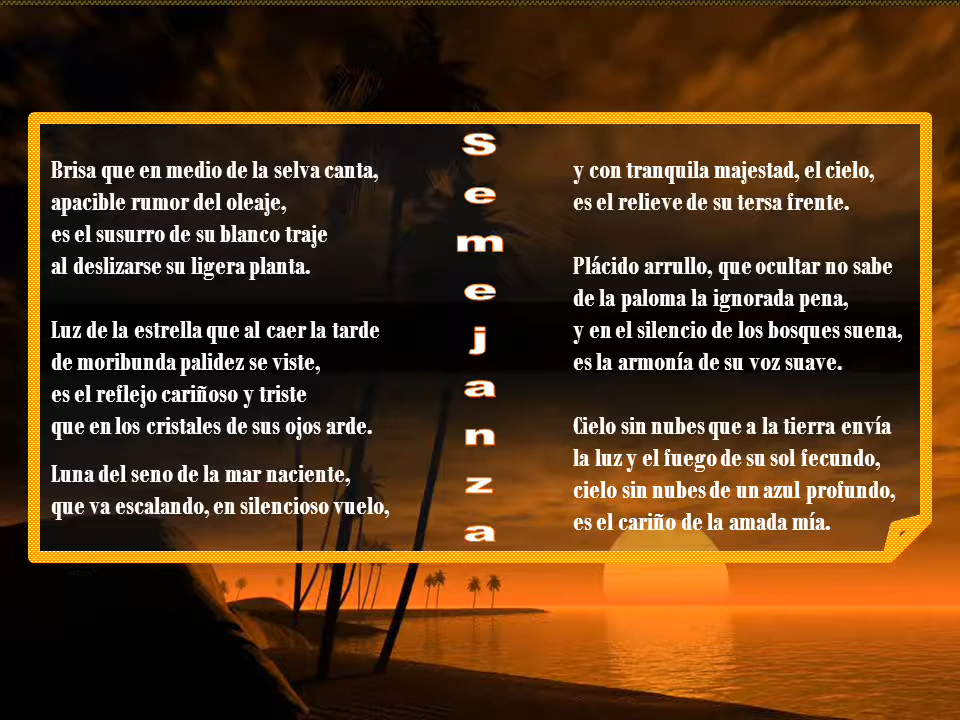 Semejanza
Brisa que en medio de la selva canta,
apacible rumor del oleaje,
es el susurro de su blanco traje
al deslizarse su ligera planta.
Luz de la estrella que al caer la tarde
de moribunda palidez se viste,
es el reflejo cariñoso y triste
que en los cristales de sus ojos arde.
Luna del seno de la mar naciente,
que va escalando, en silencioso vuelo,
y con tranquila majestad, el cielo,
es el relieve de su tersa frente.
Plácido arrullo, que ocultar no sabe
de la paloma la ignorada pena,
y en el silencio de los bosques suena,
es la armonía de su voz suave.
Cielo sin nubes que a la tierra envía
la luz y el fuego de su sol fecundo,
cielo sin nubes de un azul profundo,
es el cariño de la amada mía.